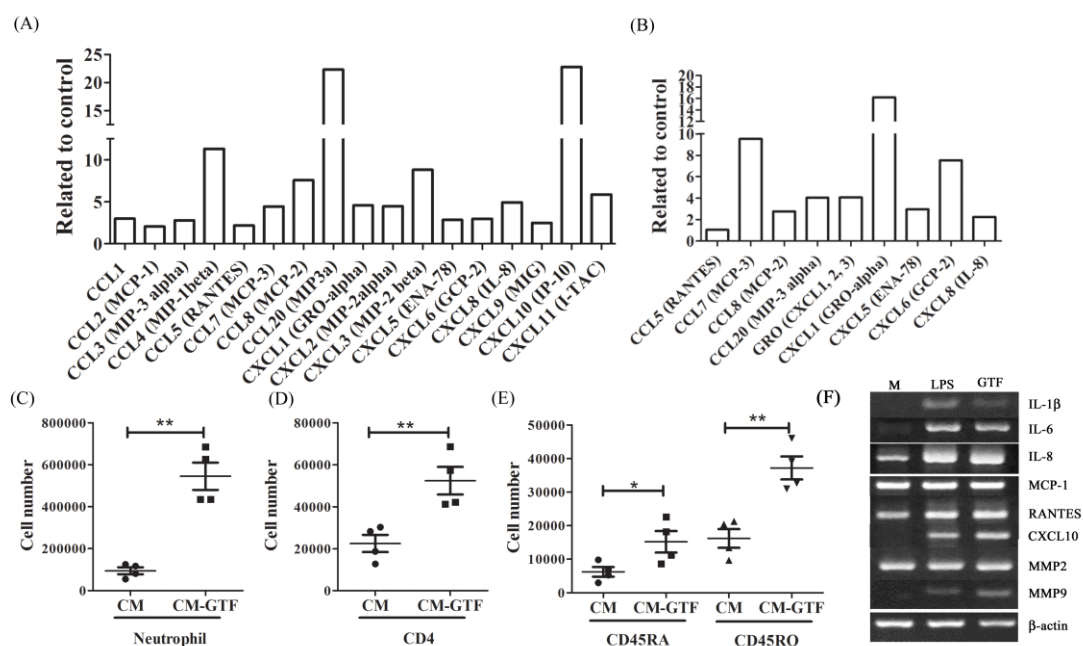 (A)
Related to control
25
20
15
10
5
0
CCL1
CCL2 (MCP-1)
CCL3 (MIP-3 alpha)
CCL4 (MIP-1beta)
CCL5 (RANTES)
CCL7 (MCP-3)
CCL8 (MCP-2)
CCL20 (MIP3a)
CXCL1 (GRO-alpha)
CXCL2 (MIP-2alpha)
CXCL3 (MIP-2 beta)
CXCL5 (ENA-78)
CXCL6 (GCP-2)
CXCL8 (IL-8)
CXCL9 (MIG)
CXCL10 (IP-10)
CXCL11 (I-TAC)
(B)
Related to control
20
16
12
10
8
6
4
2
0
CCL5 (RANTES)
CCL7 (MCP-3)
CCL8 (MCP-2)
CCL20 (MIP-3 alpha)
GRO (CXCL1, 2, 3)
CXCL1 (GRO-alpha)
CXCL5 (ENA-78)
CXCL6 (GCP-2)
CXCL8 (IL-8)
(C)
Cell number
800000
600000
400000
200000
0
**
CM CM-GTF
Neutrophil
(D)
Cell number
80000
60000
40000
20000
0
**
CM CM-GTF
CD4
(E)
Cell number
50000
40000
30000
20000
10000
0
*
**
CM CM-GTF CM CM-GTF
CD45RA CD45RO
(F)
M LPS GTF
IL-1β
IL-6
IL-8
MCP-1
RANTES
CXCL10
MMP2
MMP9
β-actin